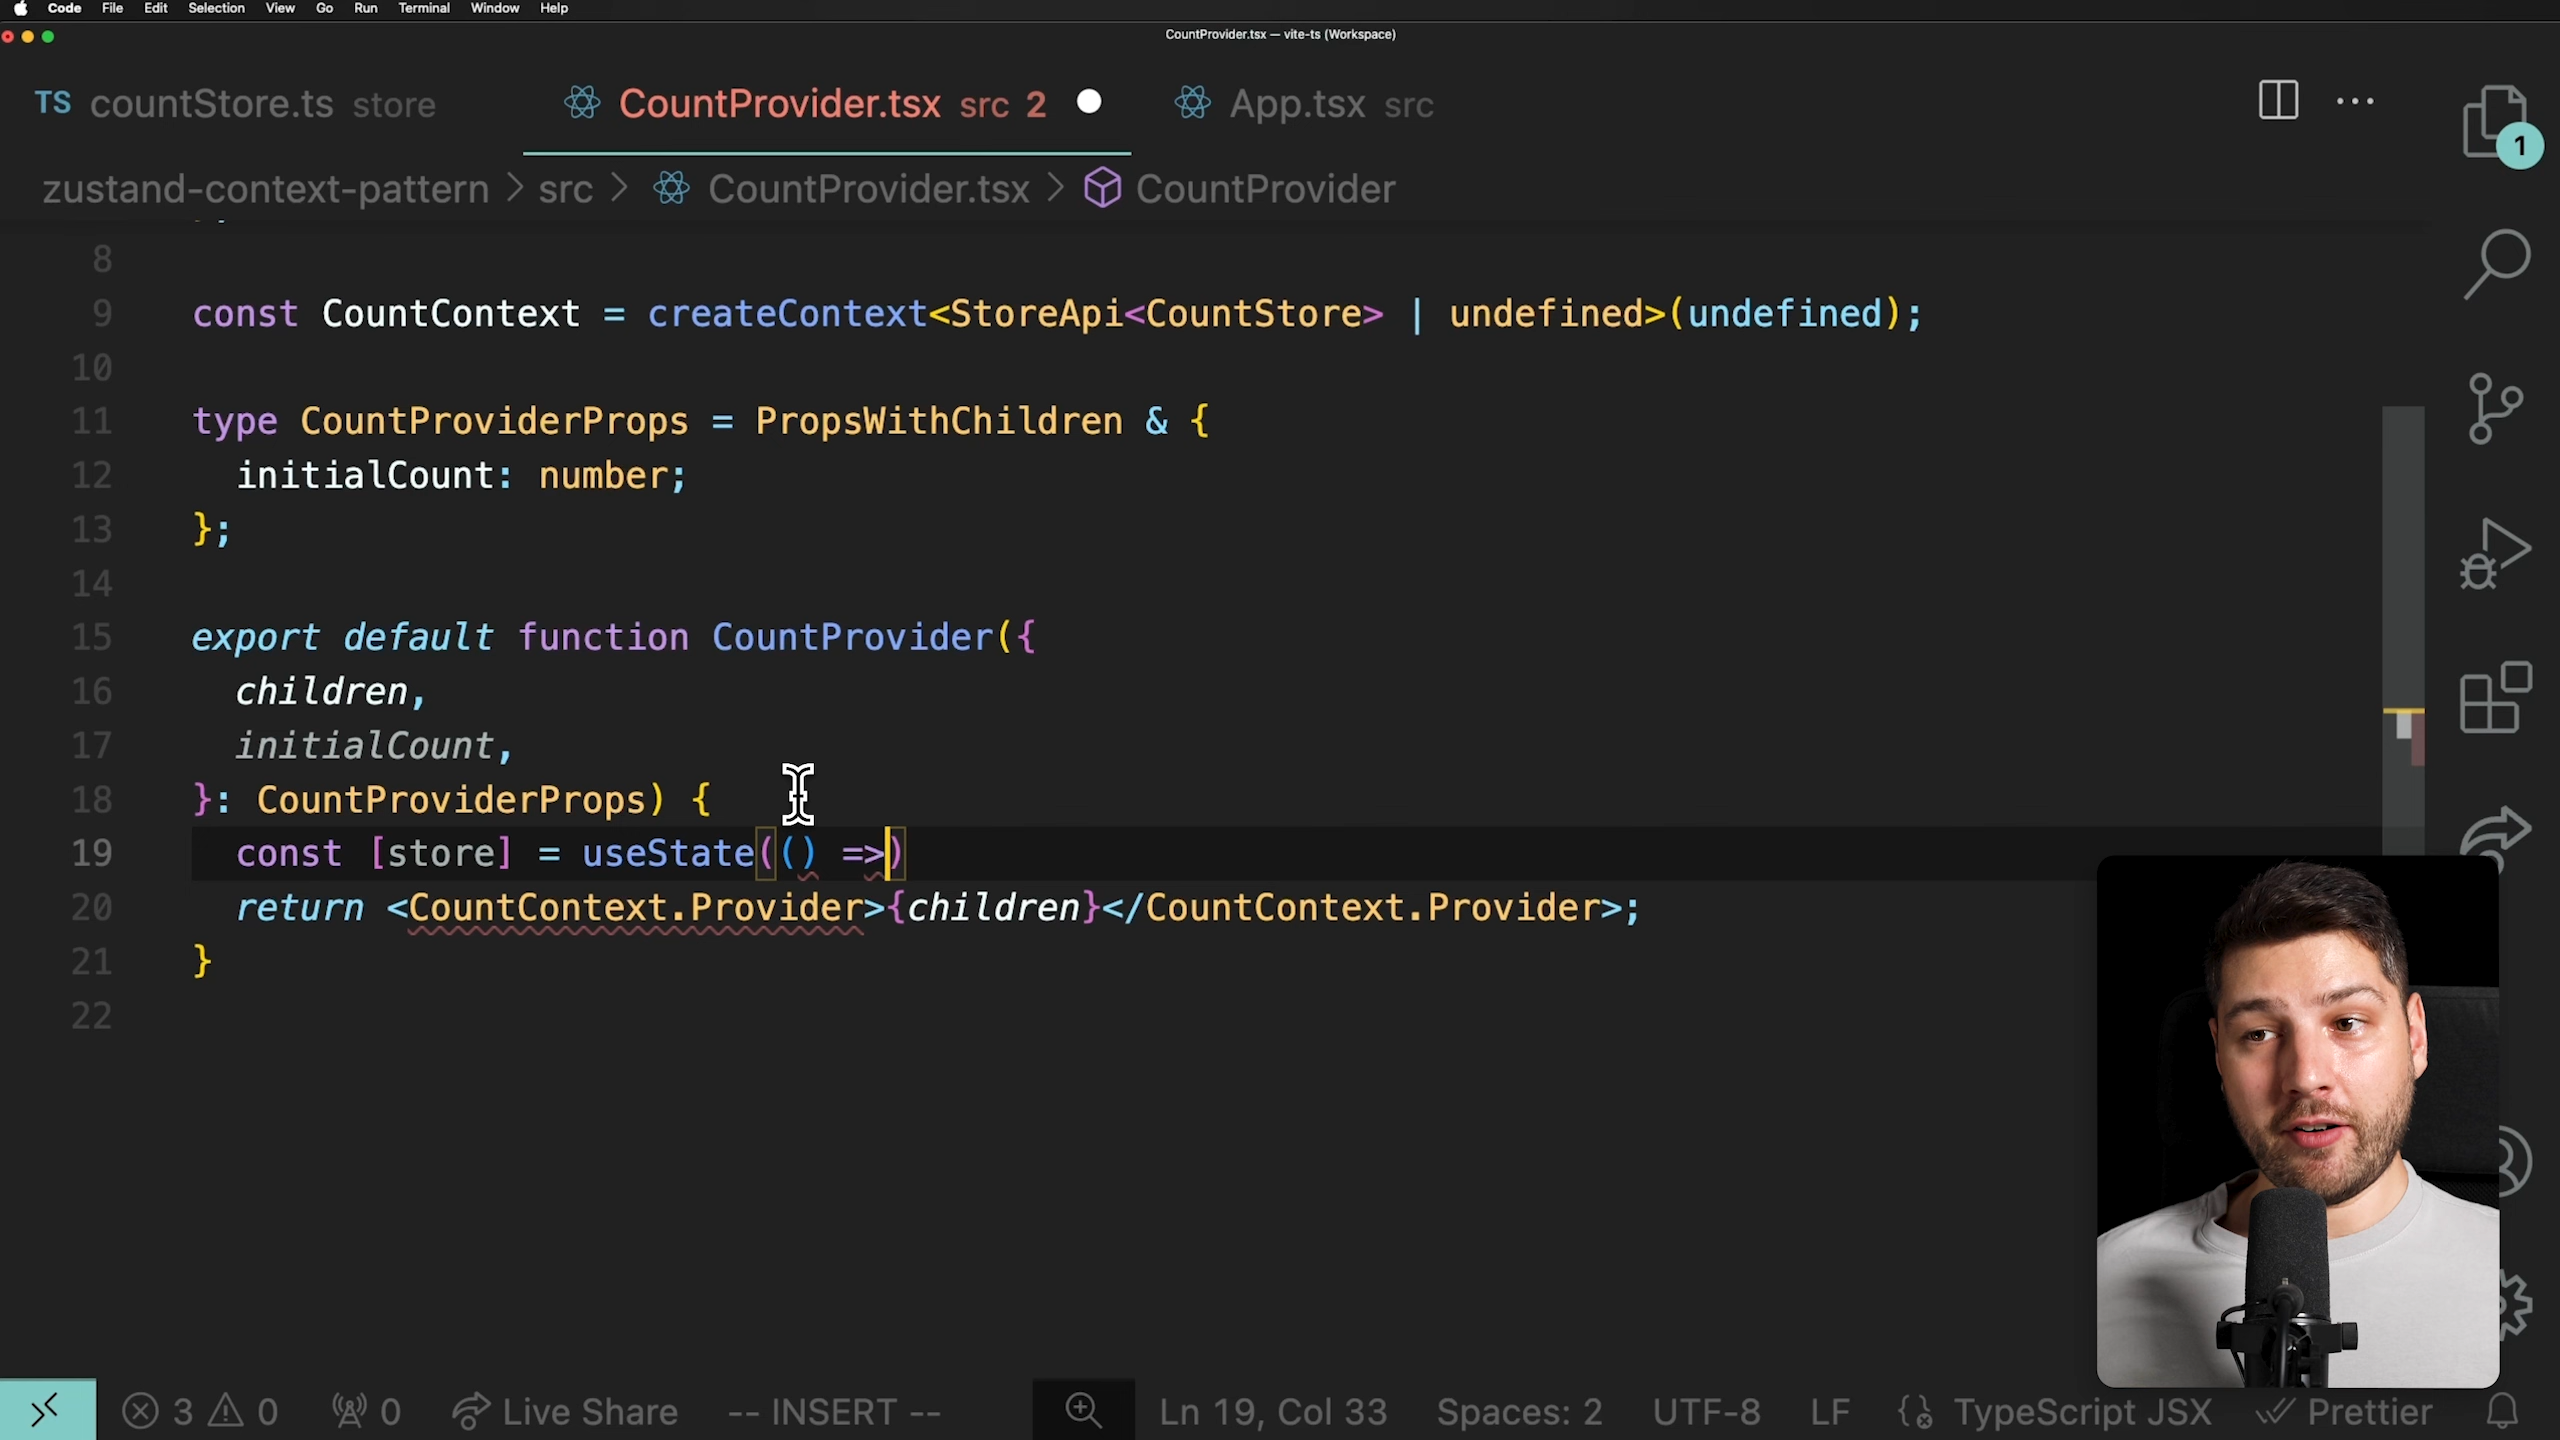 Code File Edit Selection View Go Run Terminal Window Help
CountProvider.tsx — vite-ts (Workspace)
TS countStore.ts store CountProvider.tsx src 2 App.tsx src
1
zustand-context-pattern > src > CountProvider.tsx > CountProvider
8
9 const CountContext = createContext<StoreApi<CountStore> | undefined>(undefined);
10
11 type CountProviderProps = PropsWithChildren & {
12 initialCount: number;
13 };
14
15 export default function CountProvider({
16 children,
17 initialCount,
18 }: CountProviderProps) {
19 const [store] = useState(() =>)
20 return <CountContext.Provider>{children}</CountContext.Provider>;
21 }
22
3 0 0 Live Share -- INSERT -- Ln 19, Col 33 Spaces: 2 UTF-8 LF TypeScript JSX Prettier